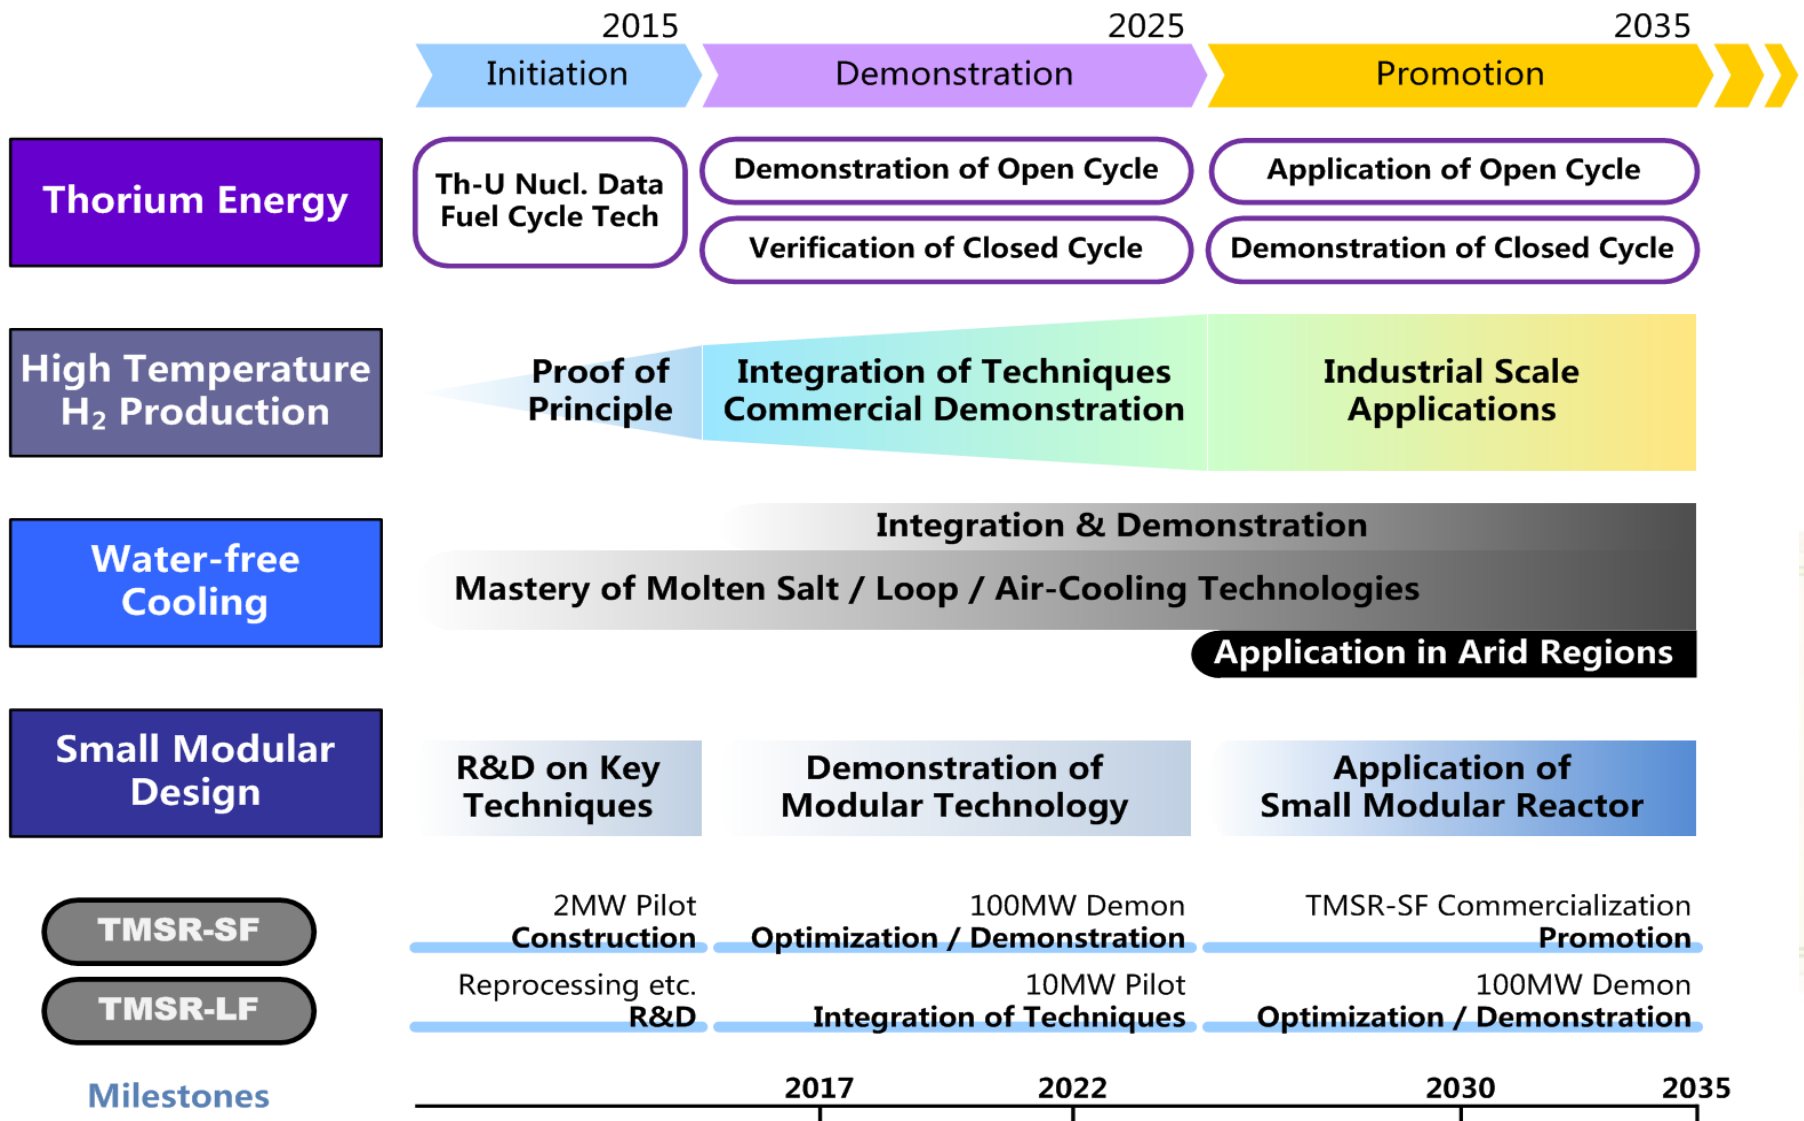 2015
2025
2035
Initiation
Demonstration
Promotion
Thorium Energy
Th-U Nucl. Data
Fuel Cycle Tech
Demonstration of Open Cycle
Verification of Closed Cycle
Application of Open Cycle
Demonstration of Closed Cycle
High Temperature
H₂ Production
Proof of
Principle
Integration of Techniques
Commercial Demonstration
Industrial Scale
Applications
Water-free
Cooling
Integration & Demonstration
Mastery of Molten Salt / Loop / Air-Cooling Technologies
Application in Arid Regions
Small Modular
Design
R&D on Key
Techniques
Demonstration of
Modular Technology
Application of
Small Modular Reactor
TMSR-SF
2MW Pilot
Construction
100MW Demon
Optimization / Demonstration
TMSR-SF Commercialization
Promotion
TMSR-LF
Reprocessing etc.
R&D
10MW Pilot
Integration of Techniques
100MW Demon
Optimization / Demonstration
Milestones
2017
2022
2030
2035